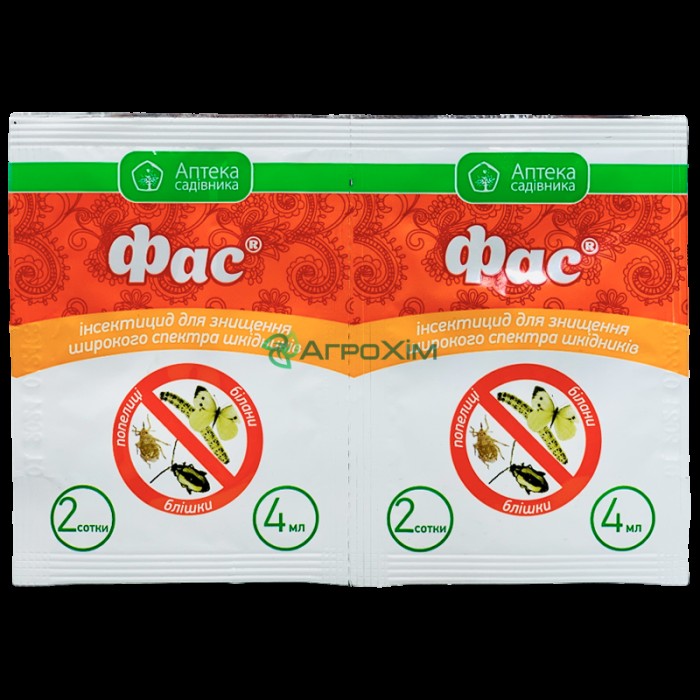 Аптека
садівника
Фас®
інсектицид для знищення
широкого спектра шкідників
попелиці
білани
блішки
2 сотки
4 мл
Аптека
садівника
Фас®
інсектицид для знищення
широкого спектра шкідників
попелиці
білани
блішки
2 сотки
4 мл
АгроХім